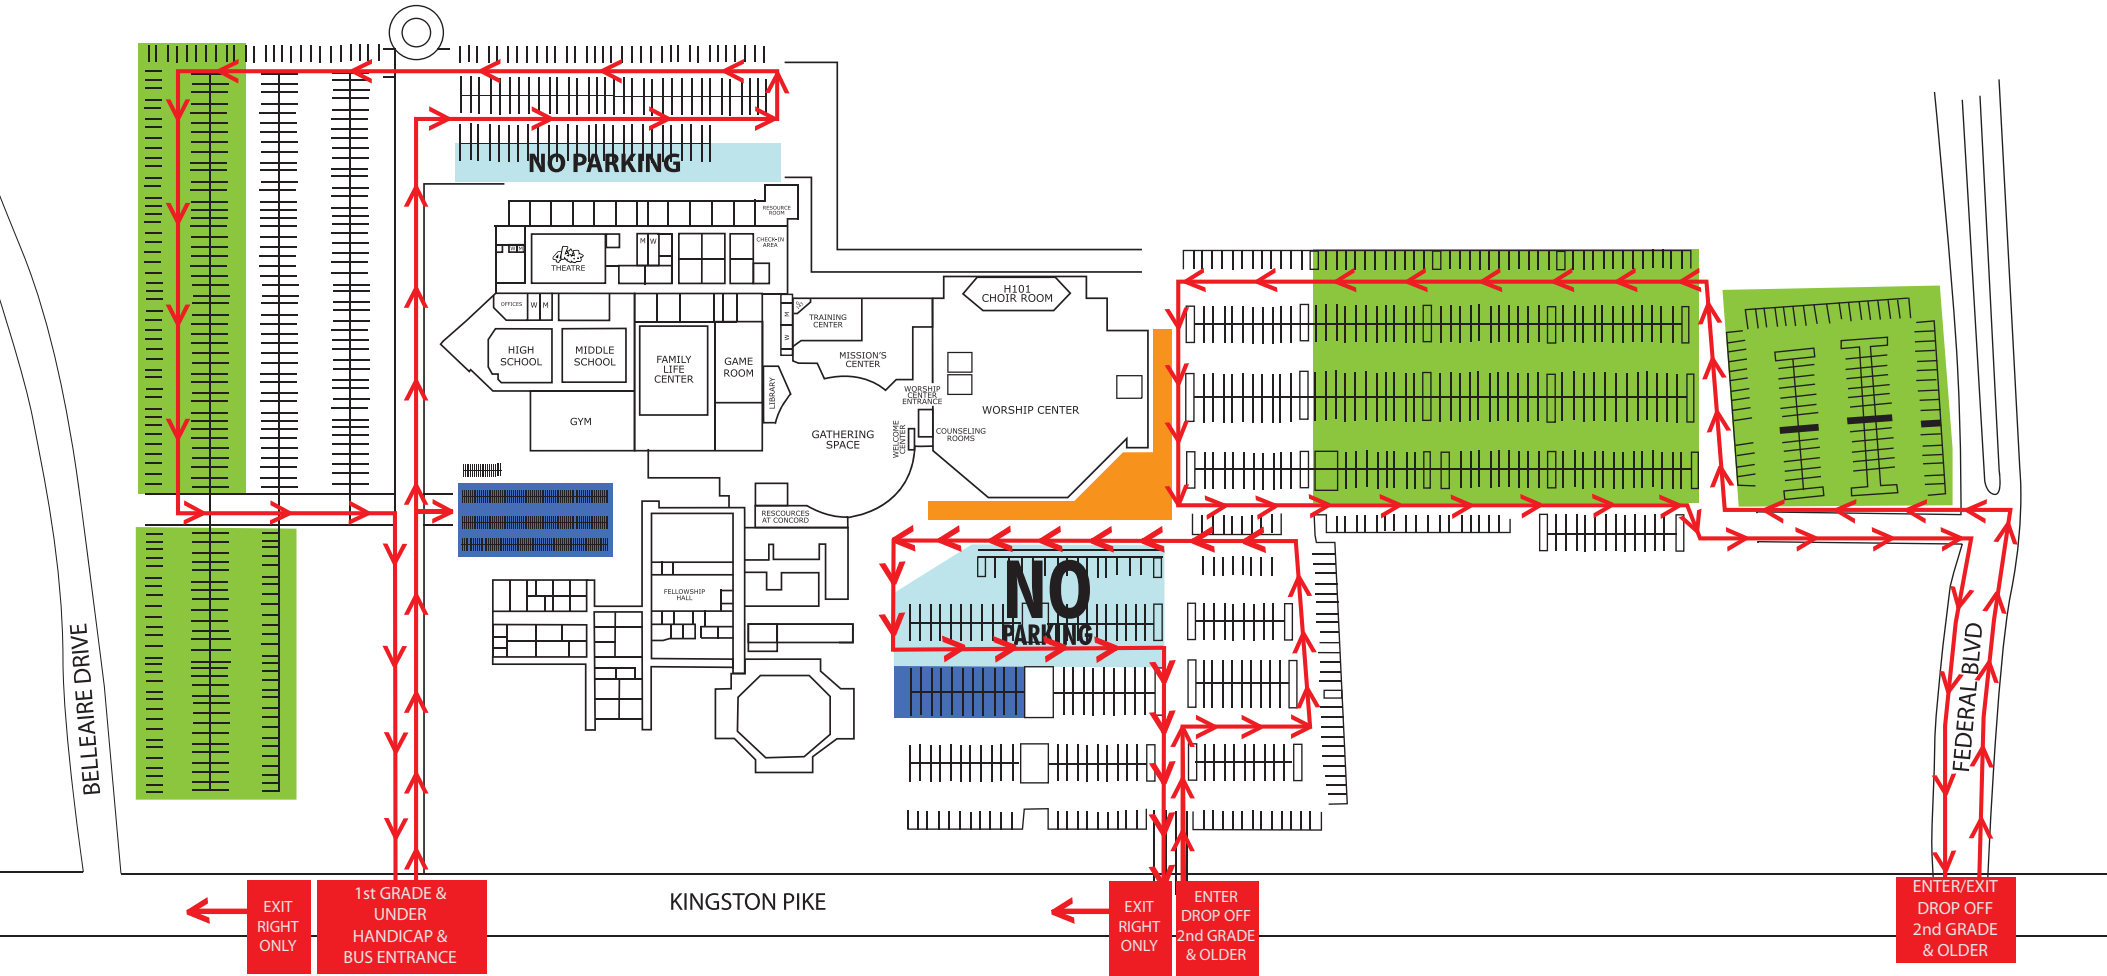 NO PARKING
RESOURCE
ROOM
CHECK-IN
AREA
M W
W M
THEATRE
OFFICES
W M
HIGH
SCHOOL
MIDDLE
SCHOOL
FAMILY
LIFE
CENTER
GAME
ROOM
LIBRARY
GYM
M
W
TRAINING
CENTER
MISSION'S
CENTER
H101
CHOIR ROOM
WORSHIP
CENTER
ENTRANCE
WORSHIP CENTER
COUNSELING
ROOMS
WELCOME
CENTER
GATHERING
SPACE
RESCOURCES
AT CONCORD
FELLOWSHIP
HALL
NO
PARKING
BELLEAIRE DRIVE
FEDERAL BLVD
KINGSTON PIKE
EXIT
RIGHT
ONLY
1st GRADE &
UNDER
HANDICAP &
BUS ENTRANCE
EXIT
RIGHT
ONLY
ENTER
DROP OFF
2nd GRADE
& OLDER
ENTER/EXIT
DROP OFF
2nd GRADE
& OLDER